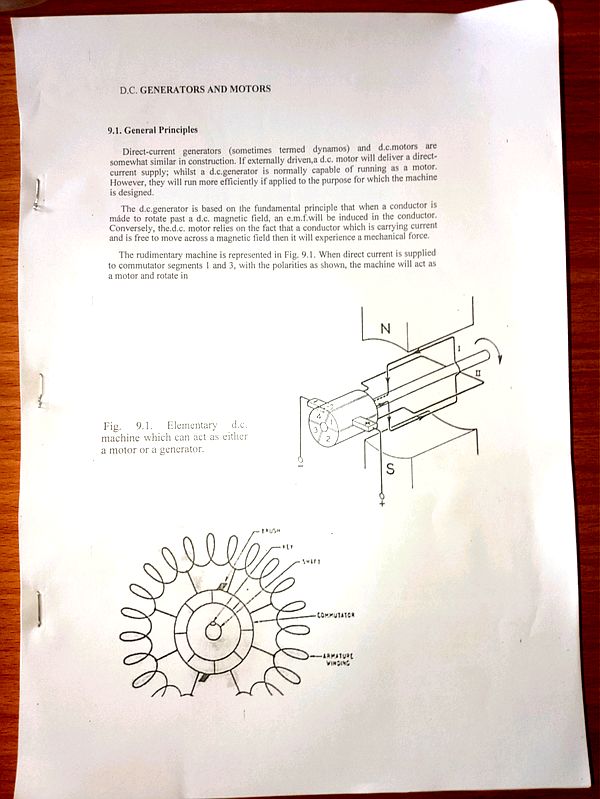 D.C. GENERATORS AND MOTORS
9.1. General Principles
Direct-current generators (sometimes termed dynamos) and d.c.motors are
somewhat similar in construction. If externally driven,a d.c. motor will deliver a direct-
current supply; whilst a d.c.generator is normally capable of running as a motor.
However, they will run more efficiently if applied to the purpose for which the machine
is designed.
The d.c.generator is based on the fundamental principle that when a conductor is
made to rotate past a d.c. magnetic field, an e.m.f.will be induced in the conductor.
Conversely, the.d.c. motor relies on the fact that a conductor which is carrying current
and is free to move across a magnetic field then it will experience a mechanical force.
The rudimentary machine is represented in Fig. 9.1. When direct current is supplied
to commutator segments 1 and 3, with the polarities as shown, the machine will act as
a motor and rotate in
N
I
II
4
1
3
2
S
−
+
Fig. 9.1. Elementary d.c.
machine which can act as either
a motor or a generator.
BRUSH
KEY
SHAFT
COMMUTATOR
ARMATURE
WINDING